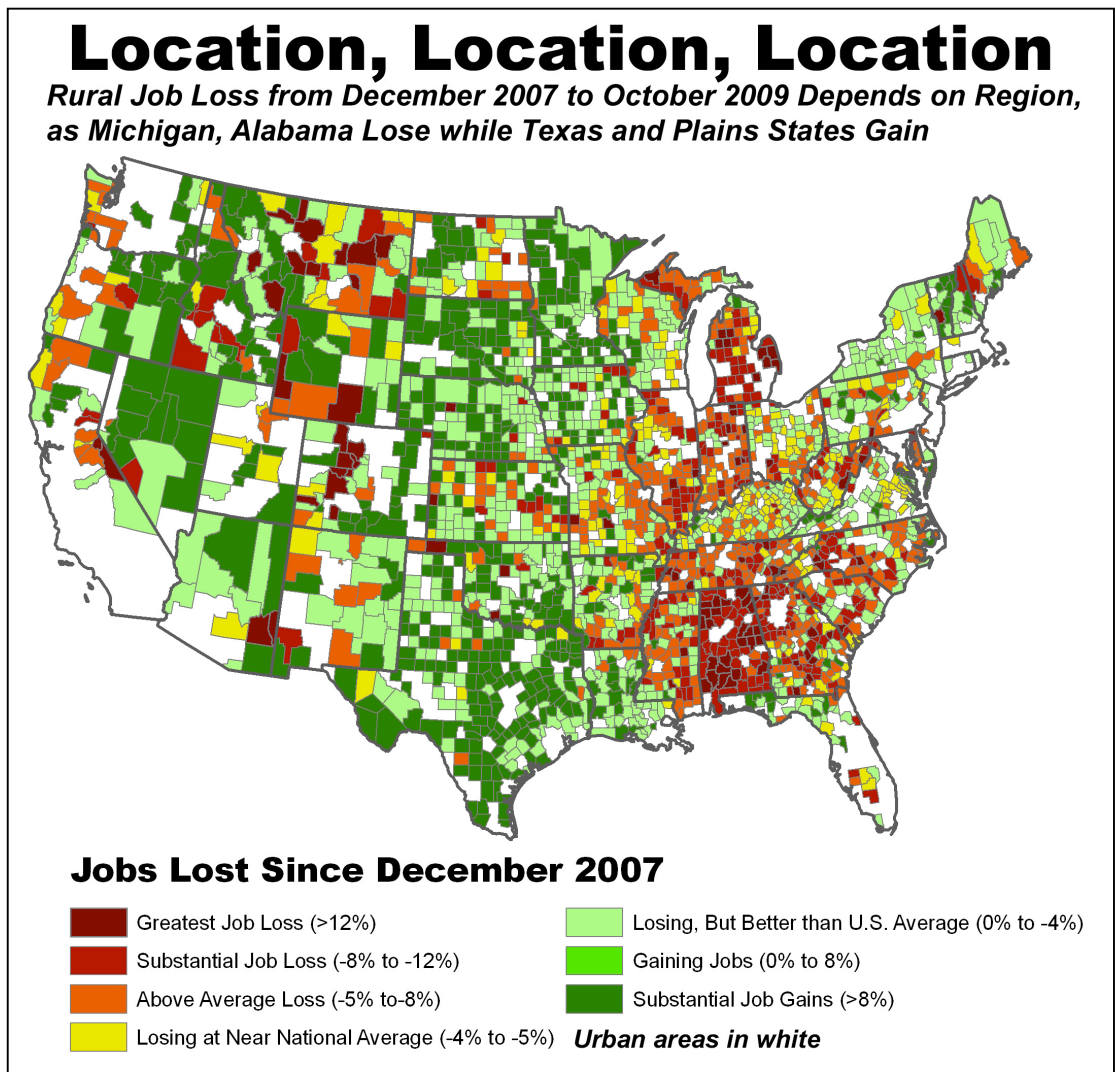 Location, Location, Location
Rural Job Loss from December 2007 to October 2009 Depends on Region,
as Michigan, Alabama Lose while Texas and Plains States Gain
Jobs Lost Since December 2007
Greatest Job Loss (>12%)
Substantial Job Loss (-8% to -12%)
Above Average Loss (-5% to-8%)
Losing at Near National Average (-4% to -5%)
Losing, But Better than U.S. Average (0% to -4%)
Gaining Jobs (0% to 8%)
Substantial Job Gains (>8%)
Urban areas in white